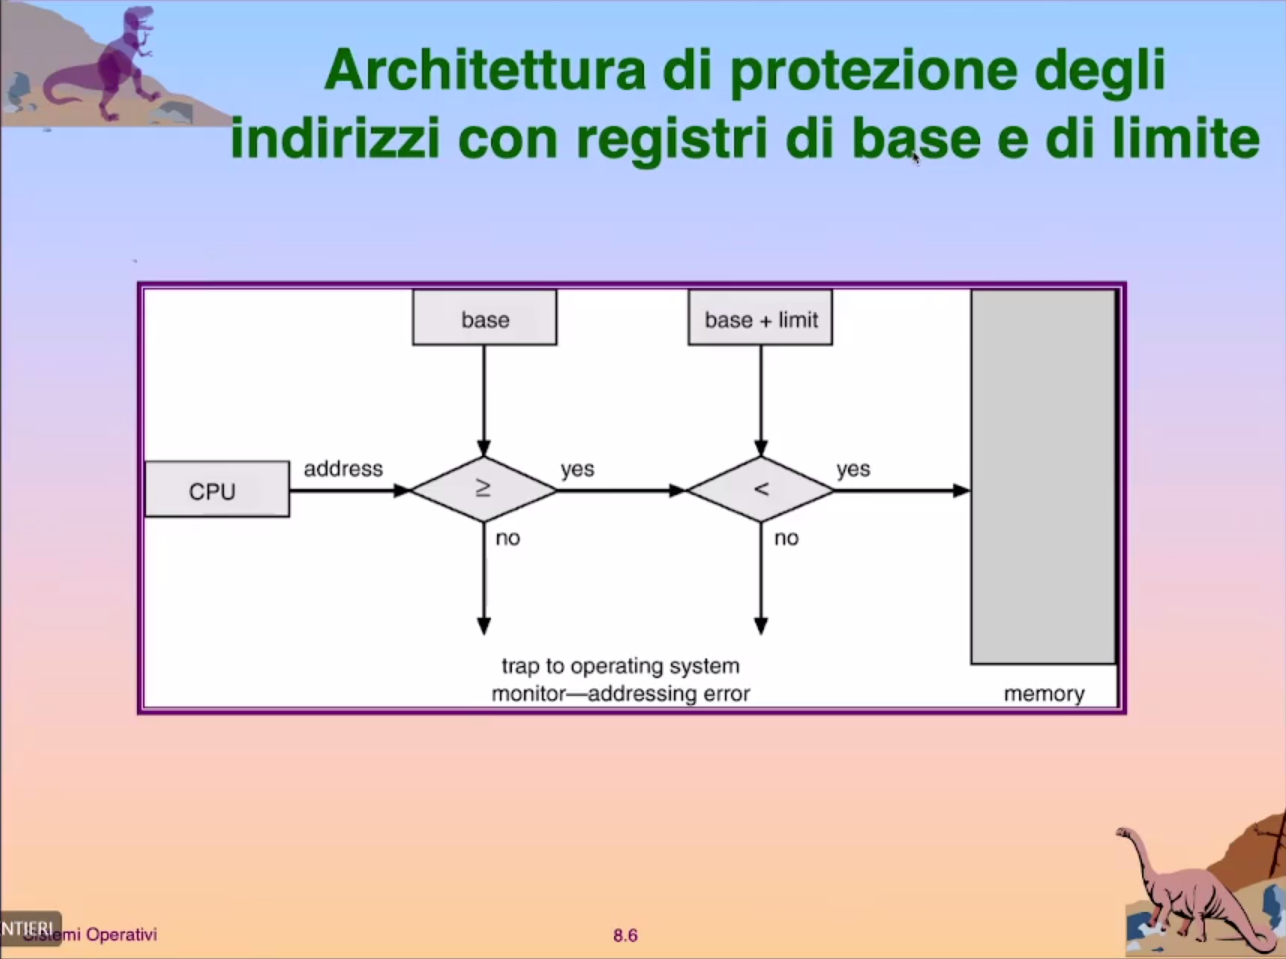 Architettura di protezione degli
indirizzi con registri di base e di limite
base
base + limit
address
yes
yes
CPU
≥
<
no
no
trap to operating system
monitor—addressing error
memory
NTIERI
Sistemi Operativi
8.6